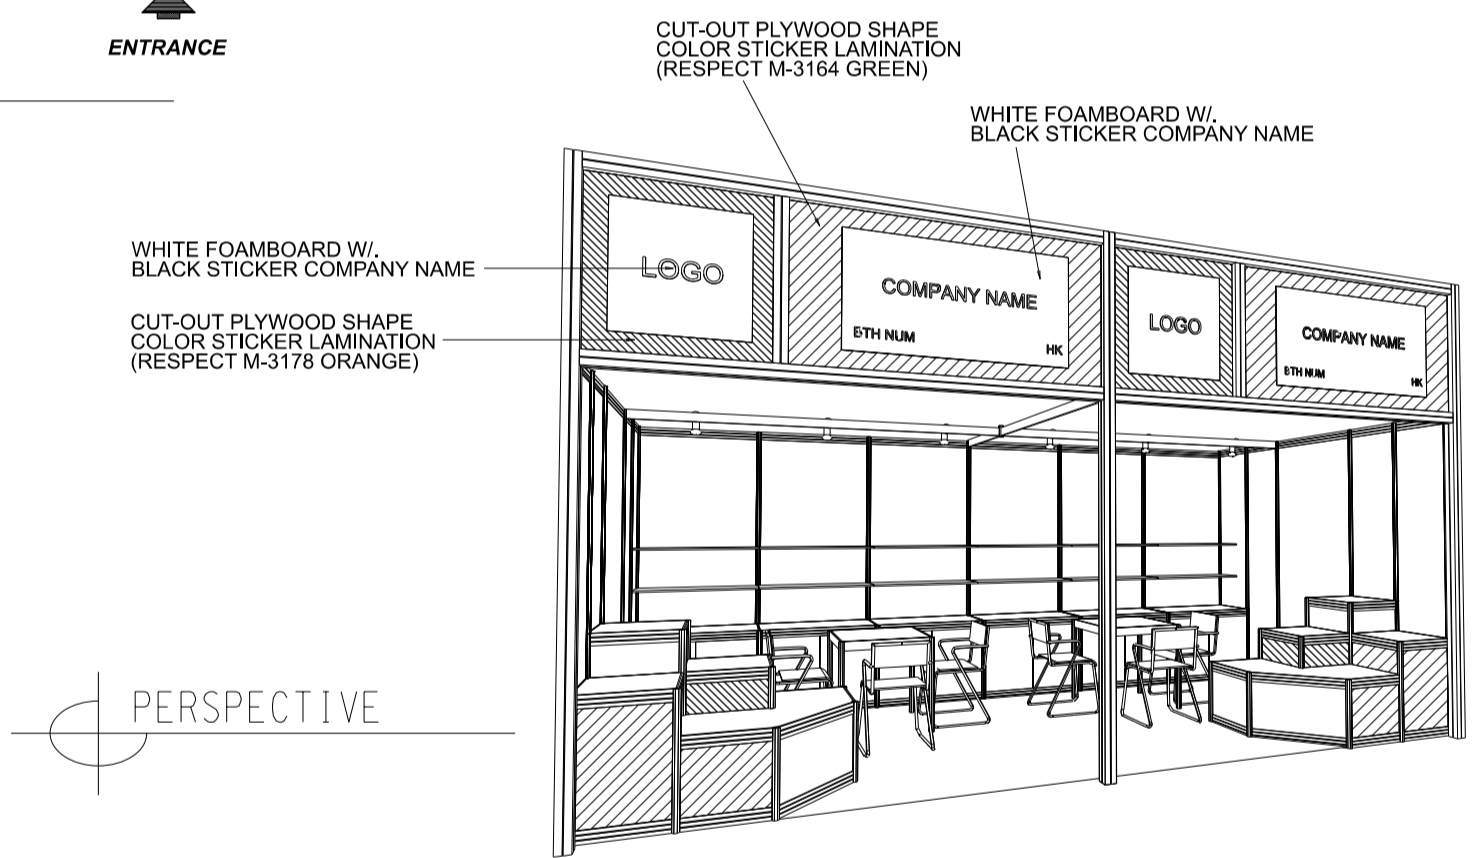 ENTRANCE
CUT-OUT PLYWOOD SHAPE
COLOR STICKER LAMINATION
(RESPECT M-3164 GREEN)
WHITE FOAMBOARD W/.
BLACK STICKER COMPANY NAME
WHITE FOAMBOARD W/.
BLACK STICKER COMPANY NAME
CUT-OUT PLYWOOD SHAPE
COLOR STICKER LAMINATION
(RESPECT M-3178 ORANGE)
LOGO
COMPANY NAME
BTH NUM
HK
LOGO
COMPANY NAME
BTH NUM
HK
PERSPECTIVE